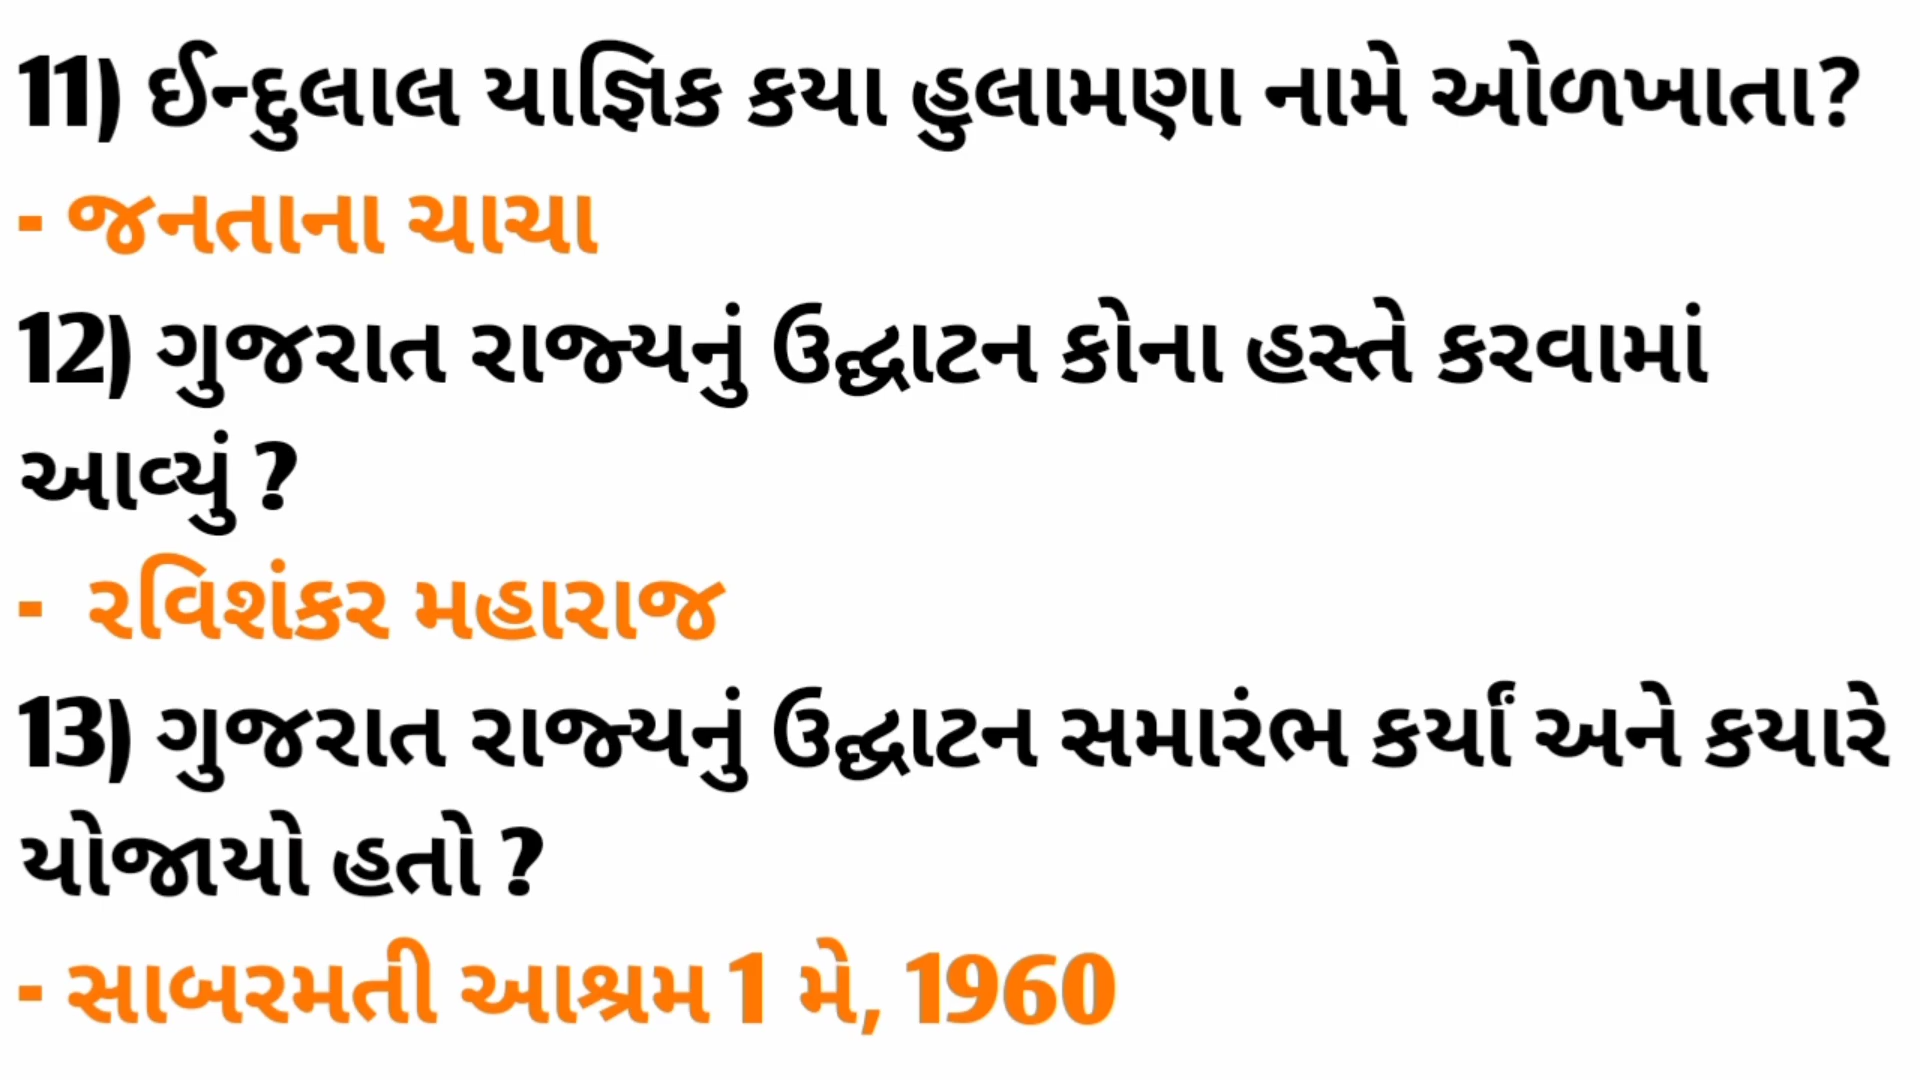 11) ઈન્દુલાલ યાજ્ઞિક કયા હુલામણા નામે ઓળખાતા?
- જનતાના ચાચા
12) ગુજરાત રાજ્યનું ઉદ્ઘાટન કોના હસ્તે કરવામાં
આવ્યું ?
- રવિશંકર મહારાજ
13) ગુજરાત રાજ્યનું ઉદ્ઘાટન સમારંભ કર્યાં અને કયારે
યોજાયો હતો ?
- સાબરમતી આશ્રમ 1 મે, 1960